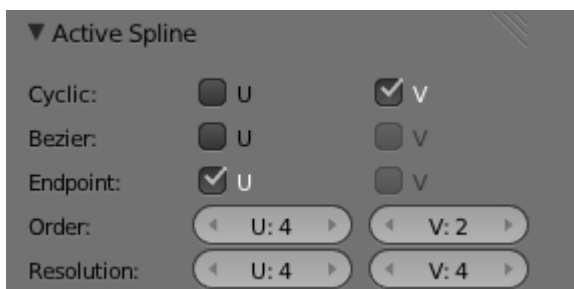 Active Spline
Cyclic: U V
Bezier: U V
Endpoint: U V
Order: U: 4 V: 2
Resolution: U: 4 V: 4